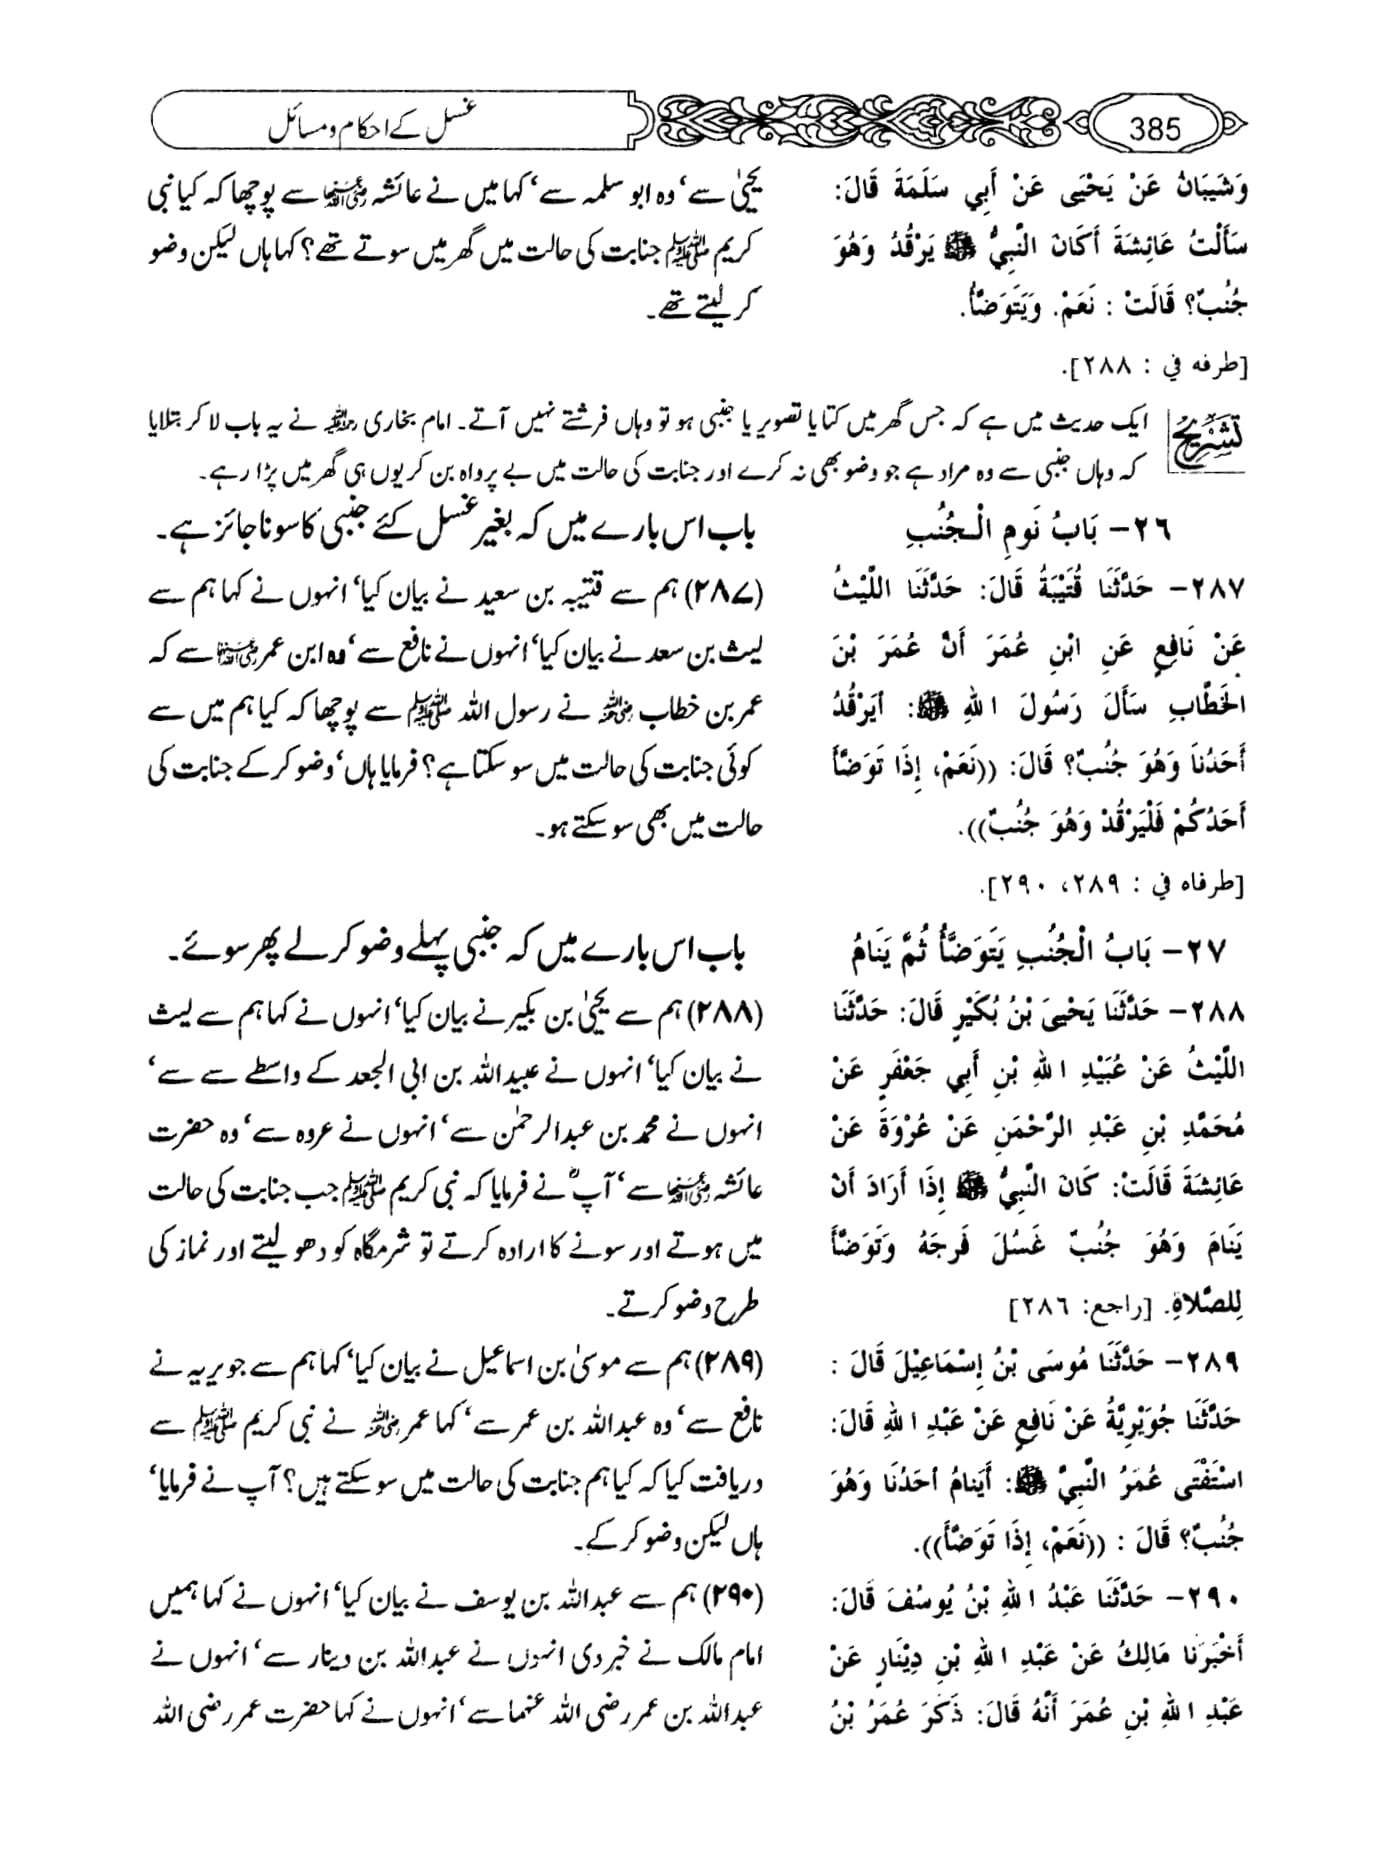 385
غسل کے احکام و مسائل
وَشَيبَانُ عَنْ يَحْيَى عَنْ أَبِي سَلَمَةَ قَالَ:
سَأَلْتُ عَائِشَةَ أَكَانَ النَّبِيُّ ﷺ يَرْقُدُ وَهُوَ
جُنُبٌ؟ قَالَتْ : نَعَمْ. وَيَتَوَضَّأُ.
[طرفه في : ٢٨٨].
یحییٰ سے‘ وہ ابو سلمہ سے‘ کہا میں نے عائشہ رضی اللہ عنہا سے پوچھا کہ کیا نبی
کریم ﷺ جنابت کی حالت میں گھر میں سوتے تھے؟ کہا ہاں لیکن وضو
کر لیتے تھے۔
تشریح
ایک حدیث میں ہے کہ جس گھر میں کتا یا تصویر یا جنبی ہو تو وہاں فرشتے نہیں آتے۔ امام بخاری رحمہ اللہ نے یہ باب لا کر بتلایا
کہ وہاں جنبی سے وہ مراد ہے جو وضو بھی نہ کرے اور جنابت کی حالت میں بے پرواہ بن کر یوں ہی گھر میں پڑا رہے۔
٢٦- بَابُ نَومِ الْجُنُبِ
٢٨٧- حَدَّثَنَا قُتَيْبَةُ قَالَ: حَدَّثَنَا اللَّيْثُ
عَنْ نَافِعٍ عَنِ ابْنِ عُمَرَ أَنَّ عُمَرَ بْنَ
الخَطَّابِ سَأَلَ رَسُولَ اللهِ ﷺ: أَيَرْقُدُ
أَحَدُنَا وَهُوَ جُنُبٌ؟ قَالَ: ((نَعَمْ، إِذَا تَوَضَّأَ
أَحَدُكُمْ فَلْيَرْقُدْ وَهُوَ جُنُبٌ)).
[طرفاه في : ٢٨٩، ٢٩٠].
باب اس بارے میں کہ بغیر غسل کئے جنبی کا سونا جائز ہے۔
(۲۸۷) ہم سے قتیبہ بن سعید نے بیان کیا‘ انہوں نے کہا ہم سے
لیث بن سعد نے بیان کیا‘ انہوں نے نافع سے‘ وہ ابن عمر رضی اللہ عنہما سے کہ
عمر بن خطاب رضی اللہ عنہ نے رسول اللہ ﷺ سے پوچھا کہ کیا ہم میں سے
کوئی جنابت کی حالت میں سو سکتا ہے؟ فرمایا ہاں‘ وضو کر کے جنابت کی
حالت میں بھی سو سکتے ہو۔
٢٧- بَابُ الْجُنُبِ يَتَوَضَّأُ ثُمَّ يَنَامُ
٢٨٨- حَدَّثَنَا يَحْيَىَ بْنُ بُكَيْرٍ قَالَ: حَدَّثَنَا
اللَّيْثُ عَنْ عُبَيْدِ اللهِ بْنِ أَبِي جَعْفَرٍ عَنْ
مُحَمَّدِ بْنِ عَبْدِ الرَّحْمَنِ عَنْ عُرْوَةَ عَنْ
عَائِشَةَ قَالَتْ: كَانَ النَّبِيُّ ﷺ إِذَا أَرَادَ أَنْ
يَنَامَ وَهُوَ جُنُبٌ غَسَلَ فَرجَهُ وَتَوَضَّأَ
لِلصَّلاةِ. [راجع: ٢٨٦]
باب اس بارے میں کہ جنبی پہلے وضو کر لے پھر سوئے۔
(۲۸۸) ہم سے یحییٰ بن بکیر نے بیان کیا‘ انہوں نے کہا ہم سے لیث
نے بیان کیا‘ انہوں نے عبیداللہ بن ابی الجعد کے واسطے سے سے‘
انہوں نے محمد بن عبدالرحمٰن سے‘ انہوں نے عروہ سے‘ وہ حضرت
عائشہ رضی اللہ عنہا سے‘ آپؓ نے فرمایا کہ نبی کریم ﷺ جب جنابت کی حالت
میں ہوتے اور سونے کا ارادہ کرتے تو شرمگاہ کو دھو لیتے اور نماز کی
طرح وضو کرتے۔
٢٨٩- حَدَّثَنَا مُوسَى بْنُ إِسْمَاعِيْلَ قَالَ :
حَدَّثَنَا جُوَيْرِيَّةُ عَنْ نَافِعٍ عَنْ عَبْدِ اللهِ قَالَ:
اسْتَفْتَى عُمَرُ النَّبِيَّ ﷺ: أَيَنامُ أحَدُنَا وَهُوَ
جُنُبٌ؟ قَالَ : ((نَعَمْ، إِذَا تَوَضَّأَ)).
(۲۸۹) ہم سے موسیٰ بن اسماعیل نے بیان کیا‘ کہا ہم سے جویریہ نے
نافع سے‘ وہ عبداللہ بن عمر سے‘ کہا عمر رضی اللہ عنہ نے نبی کریم ﷺ سے
دریافت کیا کہ کیا ہم جنابت کی حالت میں سو سکتے ہیں؟ آپ نے فرمایا‘
ہاں لیکن وضو کر کے۔
٢٩٠- حَدَّثَنَا عَبْدُ اللهِ بْنُ يُوسُفَ قَالَ:
أَخْبَرَنَا مَالِكُ عَنْ عَبْدِ اللهِ بْنِ دِيْنَارٍ عَنْ
عَبْدِ اللهِ بْنِ عُمَرَ أَنَّهُ قَالَ: ذَكَرَ عُمَرُ بْنُ
(۲۹۰) ہم سے عبداللہ بن یوسف نے بیان کیا‘ انہوں نے کہا ہمیں
امام مالک نے خبر دی انہوں نے عبداللہ بن دینار سے‘ انہوں نے
عبداللہ بن عمر رضی اللہ عنہما سے‘ انہوں نے کہا حضرت عمر رضی اللہ